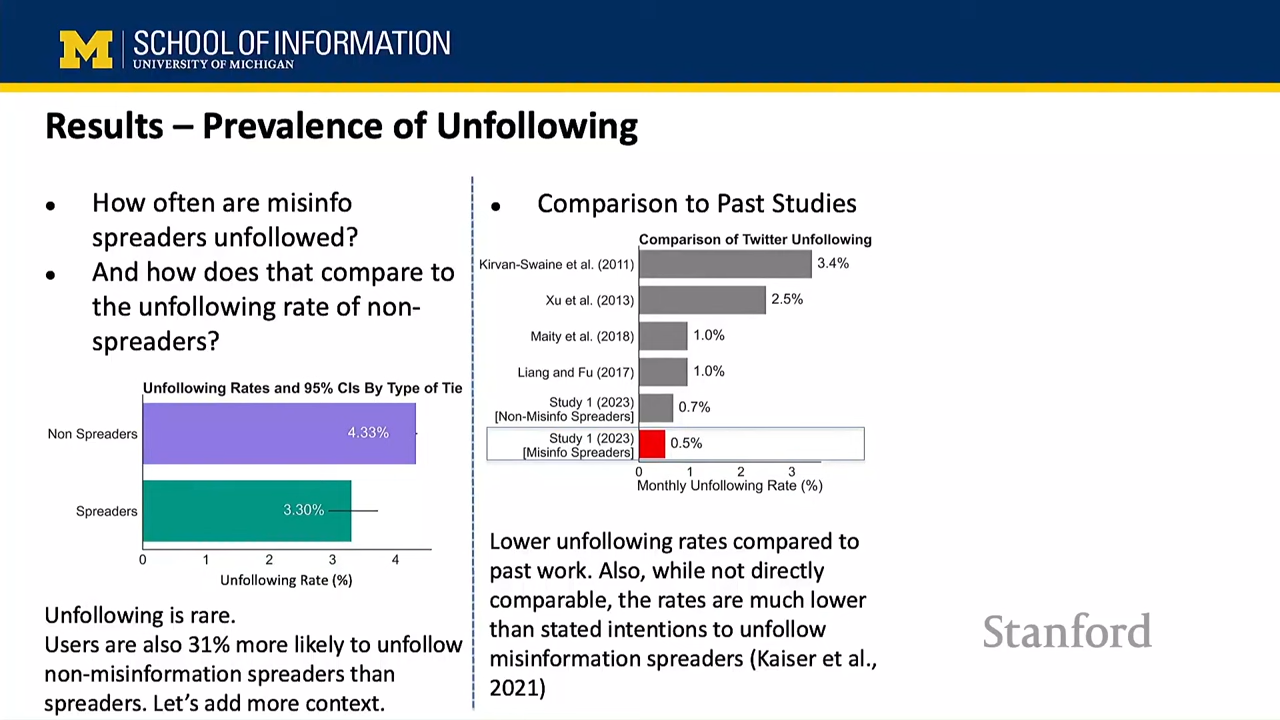 M
SCHOOL OF INFORMATION
UNIVERSITY OF MICHIGAN
Results – Prevalence of Unfollowing
• How often are misinfo
spreaders unfollowed?
• And how does that compare to
the unfollowing rate of non-
spreaders?
Unfollowing Rates and 95% CIs By Type of Tie
Non Spreaders
4.33%
Spreaders
3.30%
0 1 2 3 4
Unfollowing Rate (%)
Unfollowing is rare.
Users are also 31% more likely to unfollow
non-misinformation spreaders than
spreaders. Let’s add more context.
• Comparison to Past Studies
Comparison of Twitter Unfollowing
Kirvan-Swaine et al. (2011) 3.4%
Xu et al. (2013) 2.5%
Maity et al. (2018) 1.0%
Liang and Fu (2017) 1.0%
Study 1 (2023)
[Non-Misinfo Spreaders] 0.7%
Study 1 (2023)
[Misinfo Spreaders] 0.5%
0 1 2 3
Monthly Unfollowing Rate (%)
Lower unfollowing rates compared to
past work. Also, while not directly
comparable, the rates are much lower
than stated intentions to unfollow
misinformation spreaders (Kaiser et al.,
2021)
Stanford